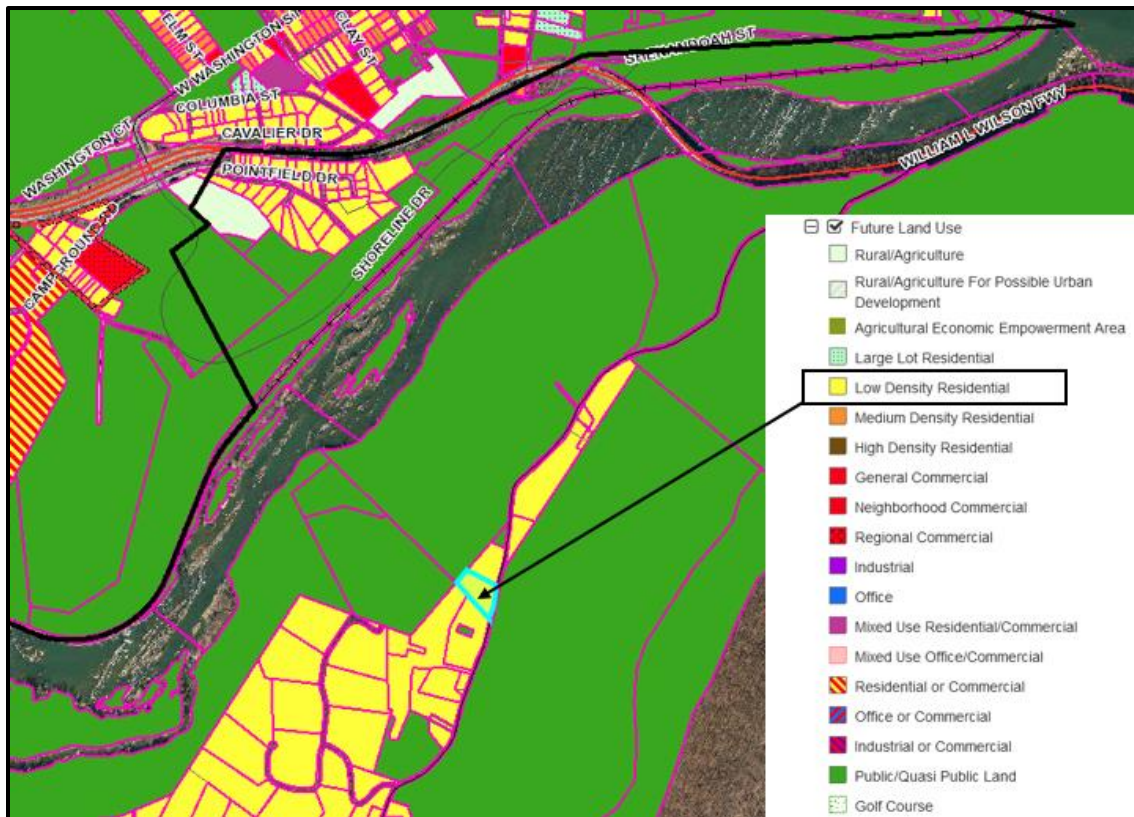 ELM ST
W WASHINGTON ST
CLAY ST
SHENANDOAH ST
COLUMBIA ST
WASHINGTON CT
CAVALIER DR
POINTFIELD DR
WILLIAM L WILSON FWY
SHORELINE DR
CAMPGROUND RD
Future Land Use
Rural/Agriculture
Rural/Agriculture For Possible Urban
Development
Agricultural Economic Empowerment Area
Large Lot Residential
Low Density Residential
Medium Density Residential
High Density Residential
General Commercial
Neighborhood Commercial
Regional Commercial
Industrial
Office
Mixed Use Residential/Commercial
Mixed Use Office/Commercial
Residential or Commercial
Office or Commercial
Industrial or Commercial
Public/Quasi Public Land
Golf Course